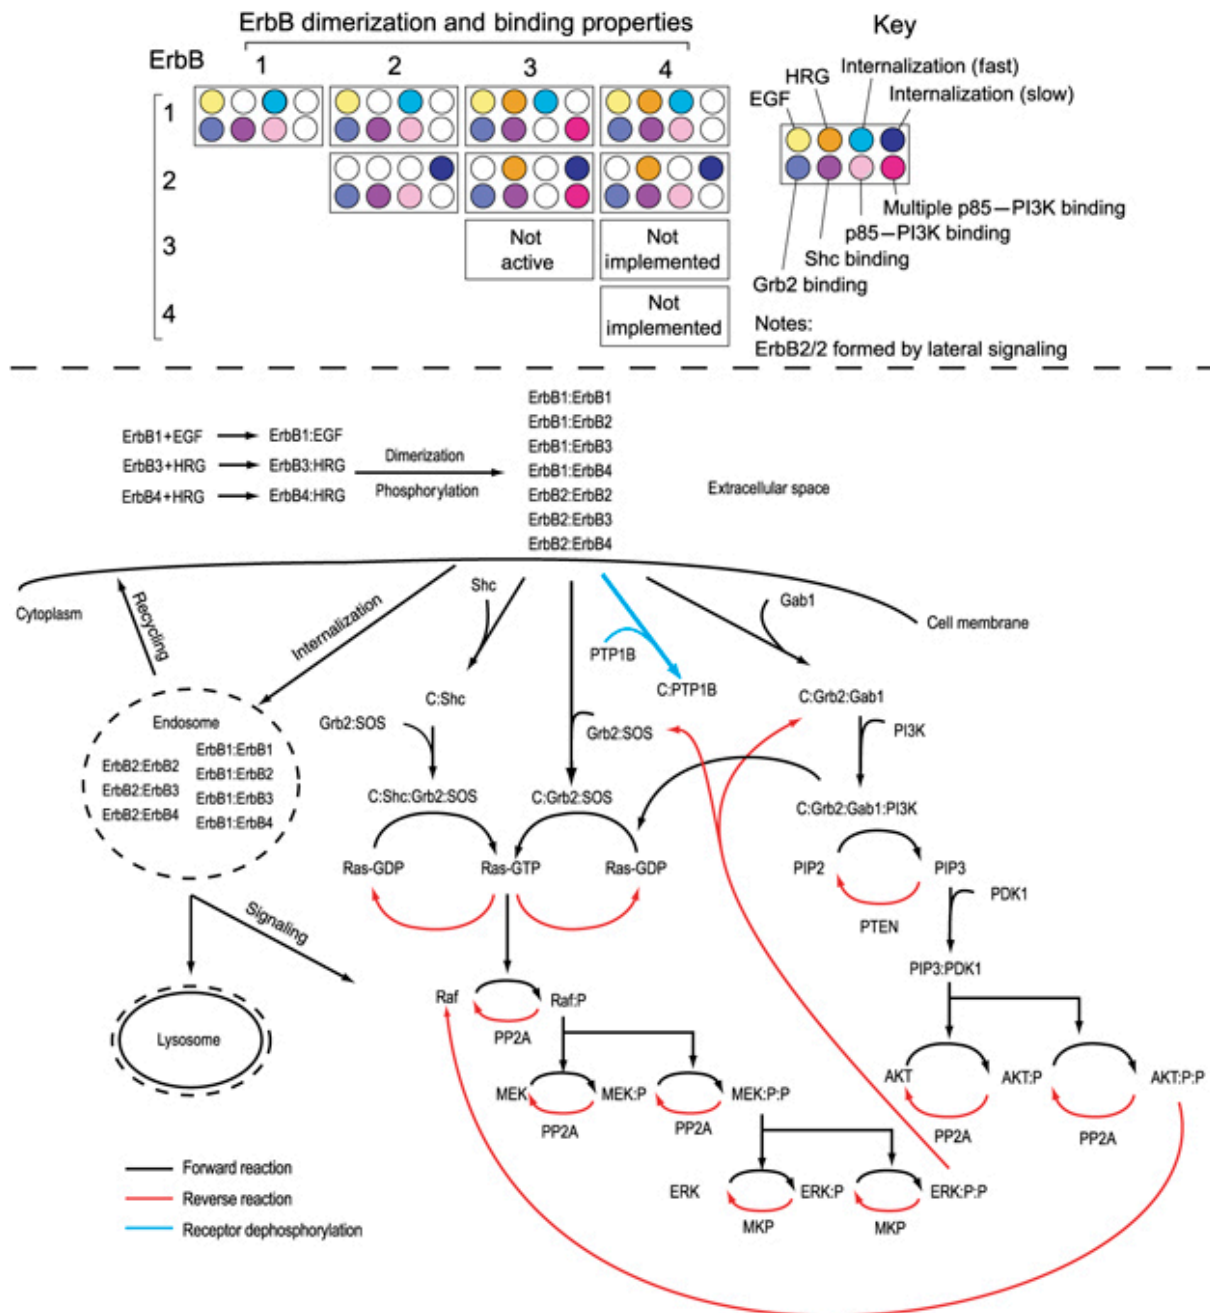 ErbB dimerization and binding properties
Key
ErbB 1 2 3 4
1
2
3
4
Not active
Not implemented
Not implemented
EGF
HRG
Internalization (fast)
Internalization (slow)
Multiple p85–PI3K binding
p85–PI3K binding
Shc binding
Grb2 binding
Notes:
ErbB2/2 formed by lateral signaling
ErbB1+EGF ErbB1:EGF
ErbB3+HRG ErbB3:HRG
ErbB4+HRG ErbB4:HRG
Dimerization
Phosphorylation
ErbB1:ErbB1
ErbB1:ErbB2
ErbB1:ErbB3
ErbB1:ErbB4
ErbB2:ErbB2
ErbB2:ErbB3
ErbB2:ErbB4
Extracellular space
Cytoplasm
Cell membrane
Recycling
Internalization
Shc
Gab1
PTP1B
C:PTP1B
C:Shc
C:Grb2:Gab1
Grb2:SOS
Grb2:SOS
PI3K
Endosome
ErbB2:ErbB2
ErbB2:ErbB3
ErbB2:ErbB4
ErbB1:ErbB1
ErbB1:ErbB2
ErbB1:ErbB3
ErbB1:ErbB4
C:Shc:Grb2:SOS
C:Grb2:SOS
C:Grb2:Gab1:PI3K
Ras-GDP
Ras-GTP
Ras-GDP
PIP2
PIP3
PTEN
PDK1
PIP3:PDK1
Signaling
Lysosome
Raf
Raf:P
PP2A
MEK
MEK:P
MEK:P:P
PP2A
PP2A
AKT
AKT:P
AKT:P:P
PP2A
PP2A
ERK
ERK:P
ERK:P:P
MKP
MKP
Forward reaction
Reverse reaction
Receptor dephosphorylation